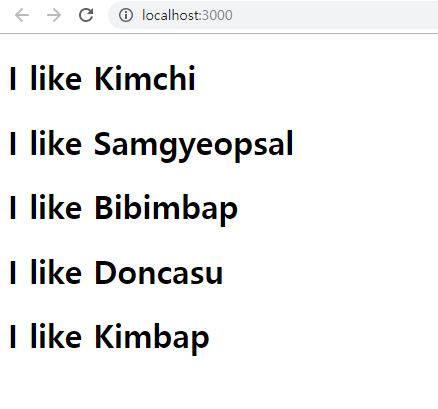 localhost:3000
I like Kimchi
I like Samgyeopsal
I like Bibimbap
I like Doncasu
I like Kimbap